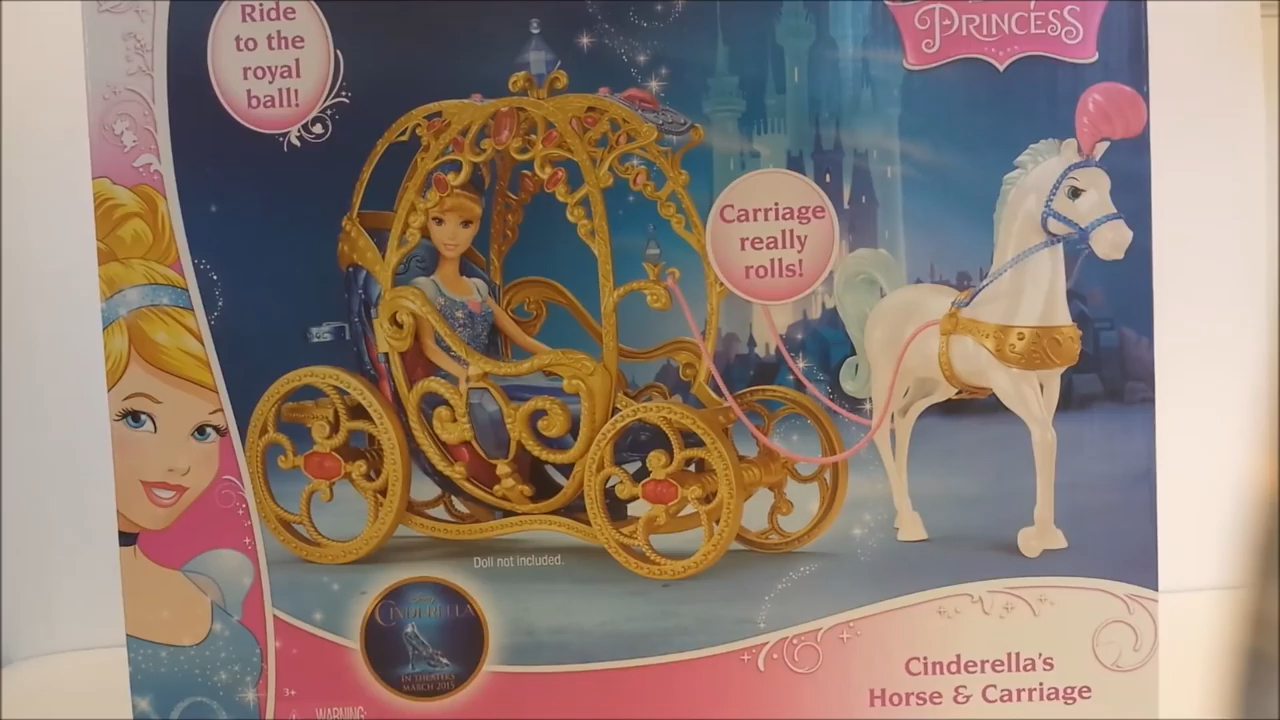 Ride
to the
royal
ball!
PRINCESS
Carriage
really
rolls!
Doll not included.
Disney
CINDERELLA
IN THEATERS
MARCH 2015
Cinderella's
Horse & Carriage
3+
WARNING: